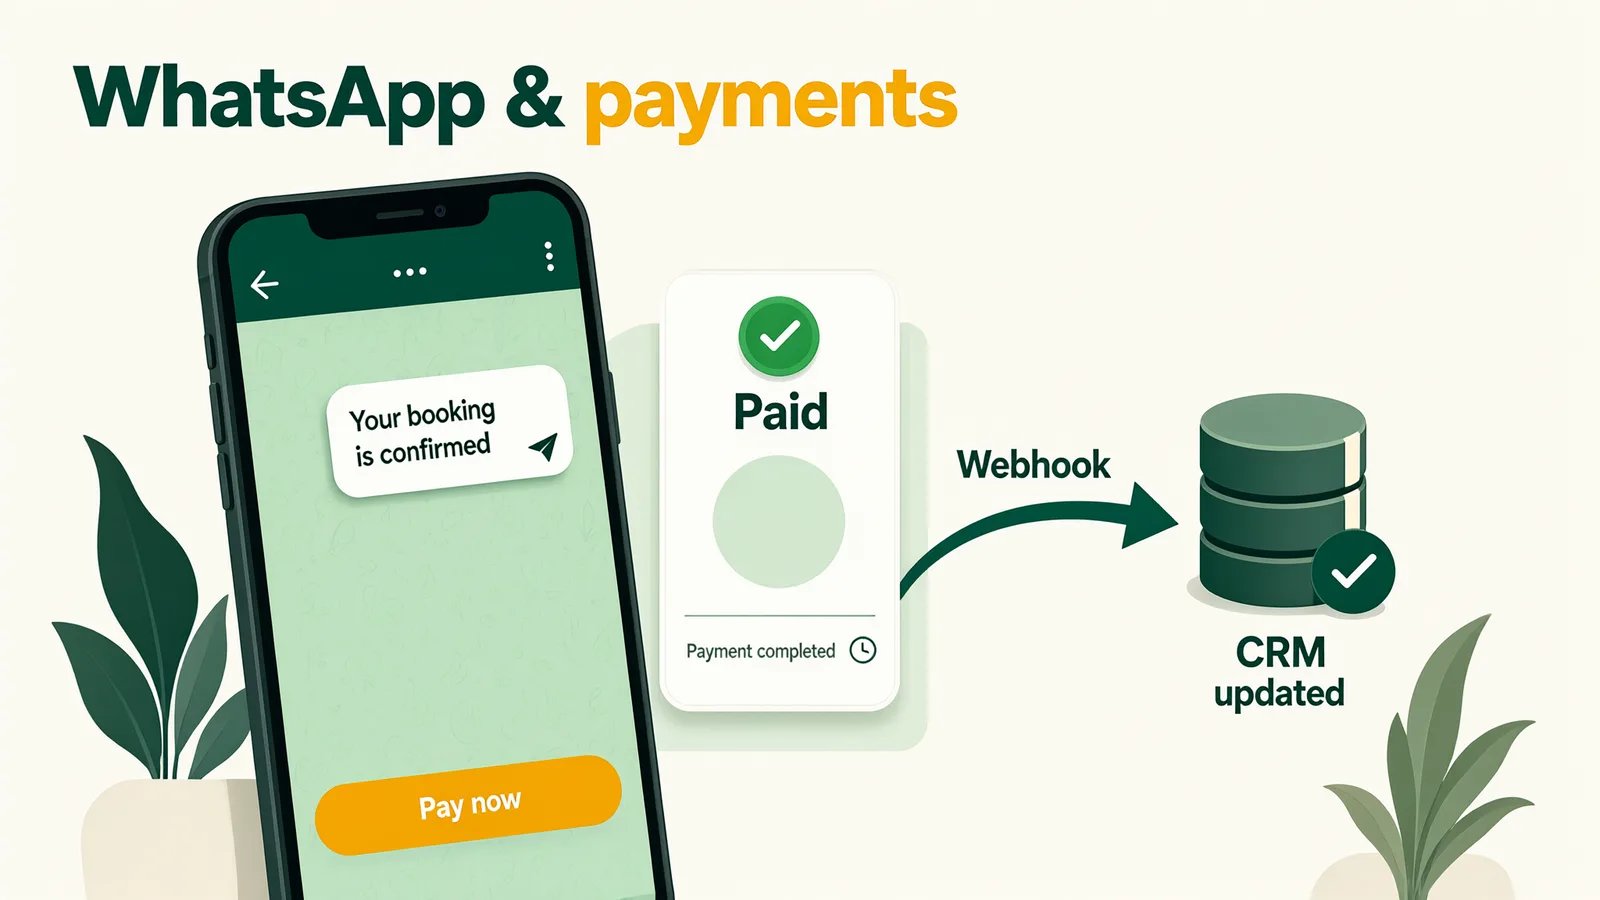 WhatsApp & payments
Your booking
is confirmed
Pay now
Paid
Payment completed
Webhook
CRM
updated